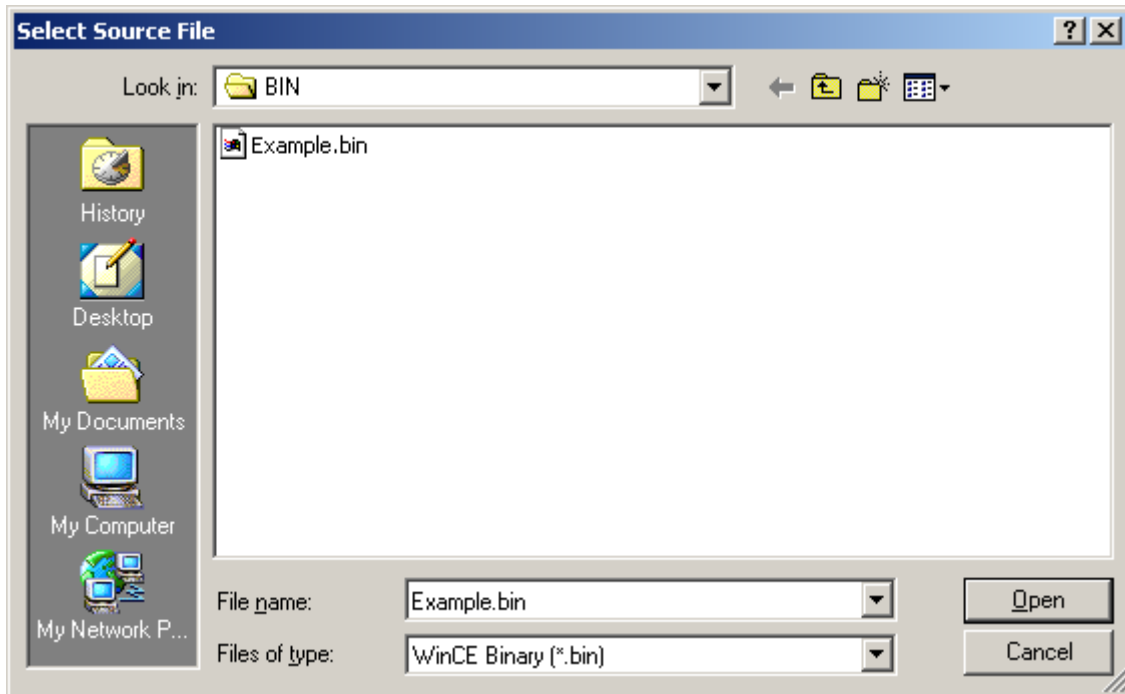 Select Source File
Look in: BIN
Example.bin
History
Desktop
My Documents
My Computer
My Network P...
File name: Example.bin
Open
Files of type: WinCE Binary (*.bin)
Cancel